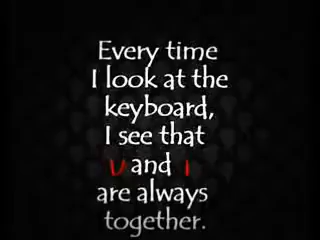 Every time
I look at the
keyboard,
I see that
U and I
are always
together.